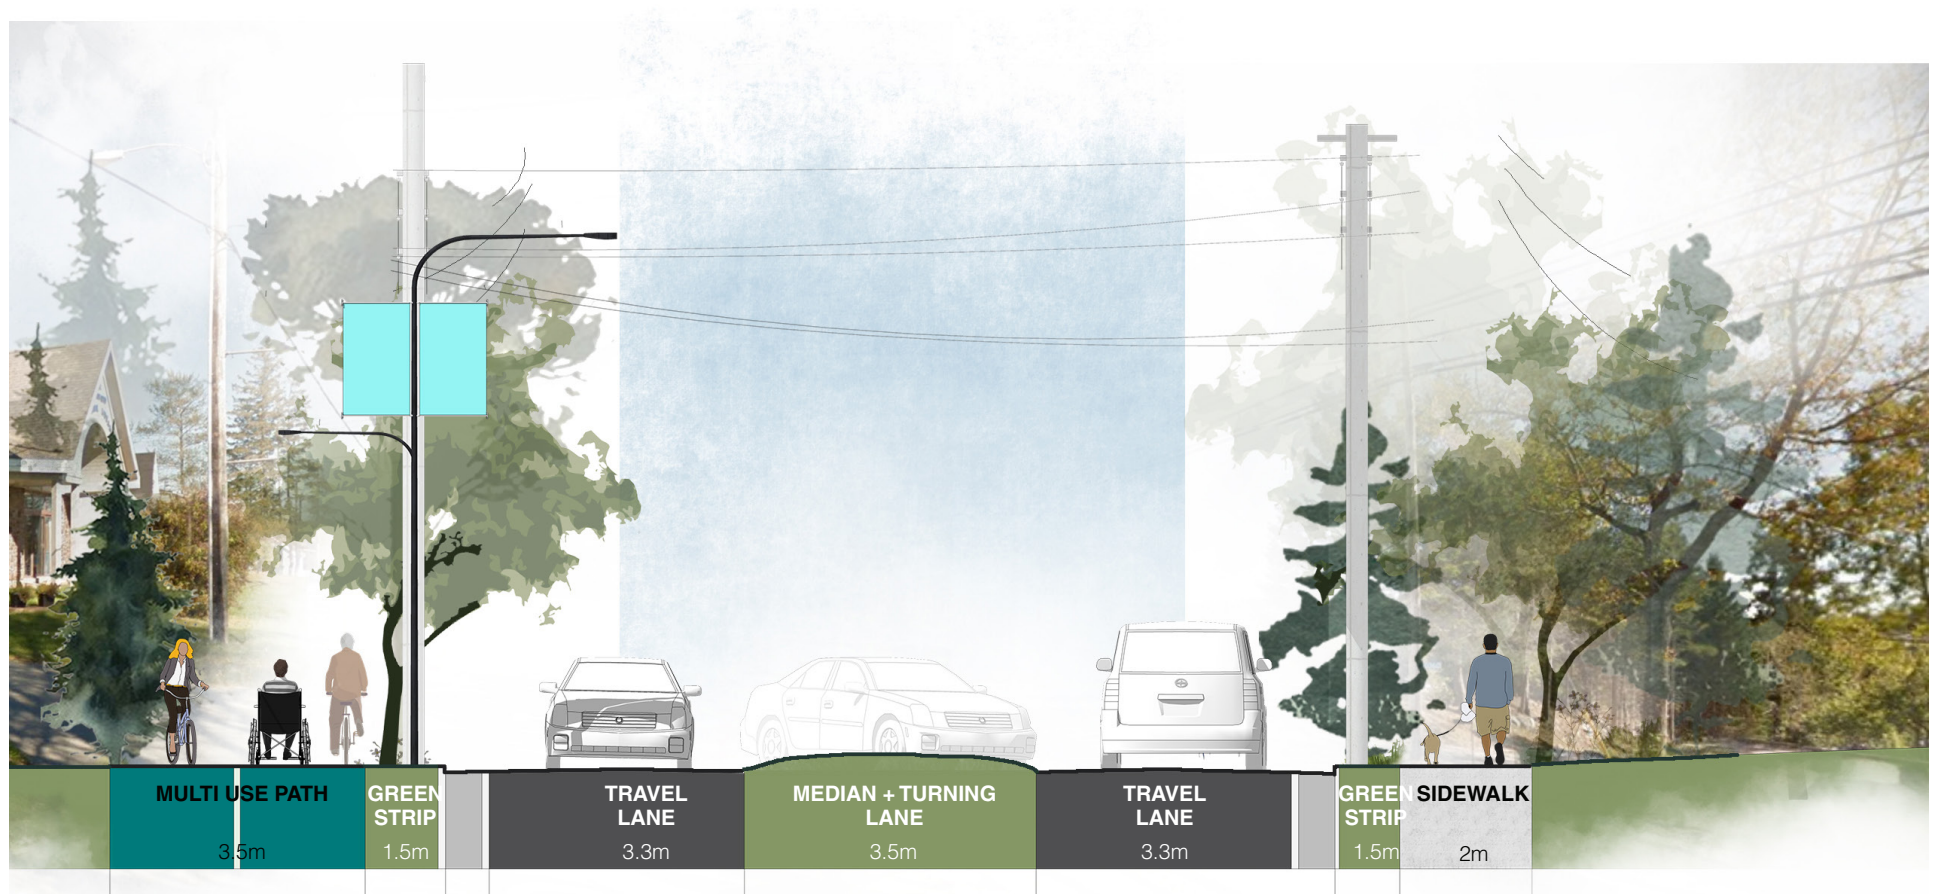 MULTI USE PATH
3.5m
GREEN
STRIP
1.5m
TRAVEL
LANE
3.3m
MEDIAN + TURNING
LANE
3.5m
TRAVEL
LANE
3.3m
GREEN
STRIP
1.5m
SIDEWALK
2m